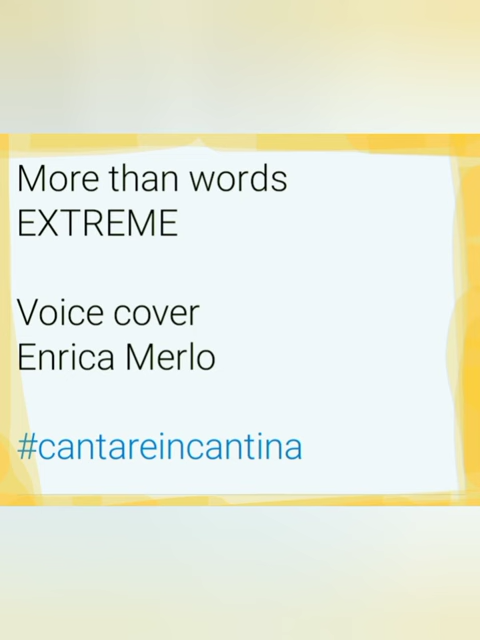 More than words
EXTREME
Voice cover
Enrica Merlo
#cantareincantina